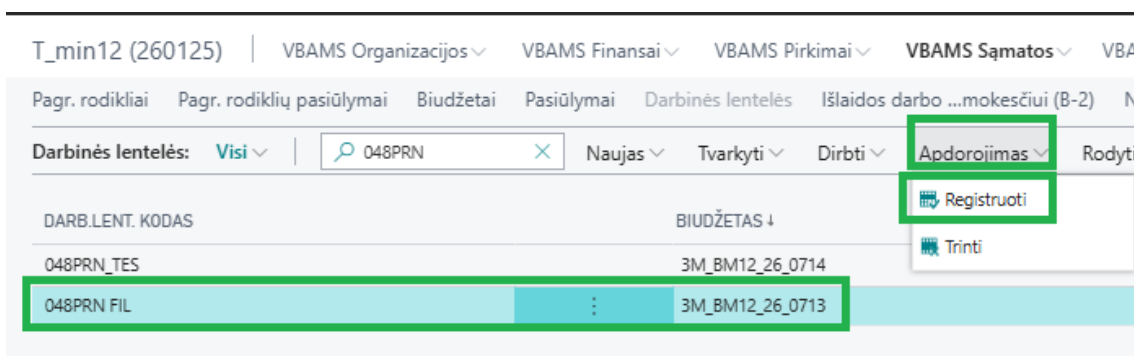 T_min12 (260125) VBAMS Organizacijos VBAMS Finansai VBAMS Pirkimai VBAMS Sąmatos VBA
Pagr. rodikliai Pagr. rodiklių pasiūlymai Biudžetai Pasiūlymai Darbinės lentelės Išlaidos darbo ...mokesčiui (B-2) N
Darbinės lentelės: Visi 048PRN Naujas Tvarkyti Dirbti Apdorojimas Rodyti
Registruoti
DARB.LENT. KODAS BIUDŽETAS↓
Trinti
048PRN_TES 3M_BM12_26_0714
048PRN FIL 3M_BM12_26_0713